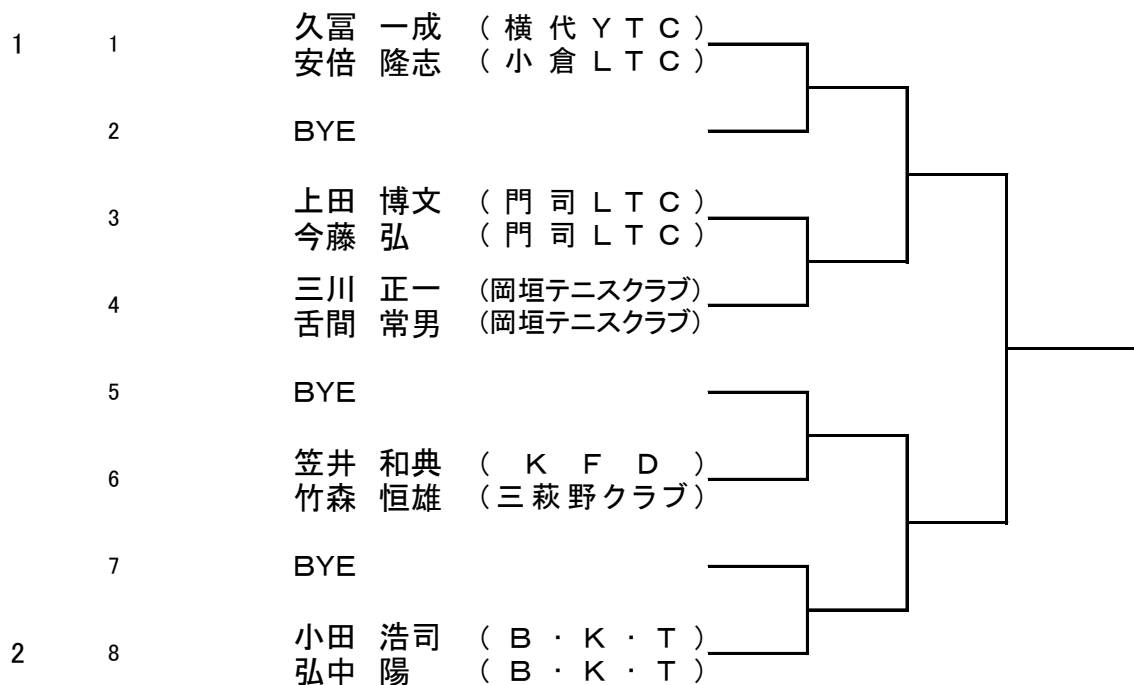 1 1 久冨 一成 (横代YTC)
安倍 隆志 (小倉LTC)
2 BYE
3 上田 博文 (門司LTC)
今藤 弘 (門司LTC)
4 三川 正一 (岡垣テニスクラブ)
舌間 常男 (岡垣テニスクラブ)
5 BYE
6 笠井 和典 (KFD)
竹森 恒雄 (三萩野クラブ)
7 BYE
2 8 小田 浩司 (B・K・T)
弘中 陽 (B・K・T)